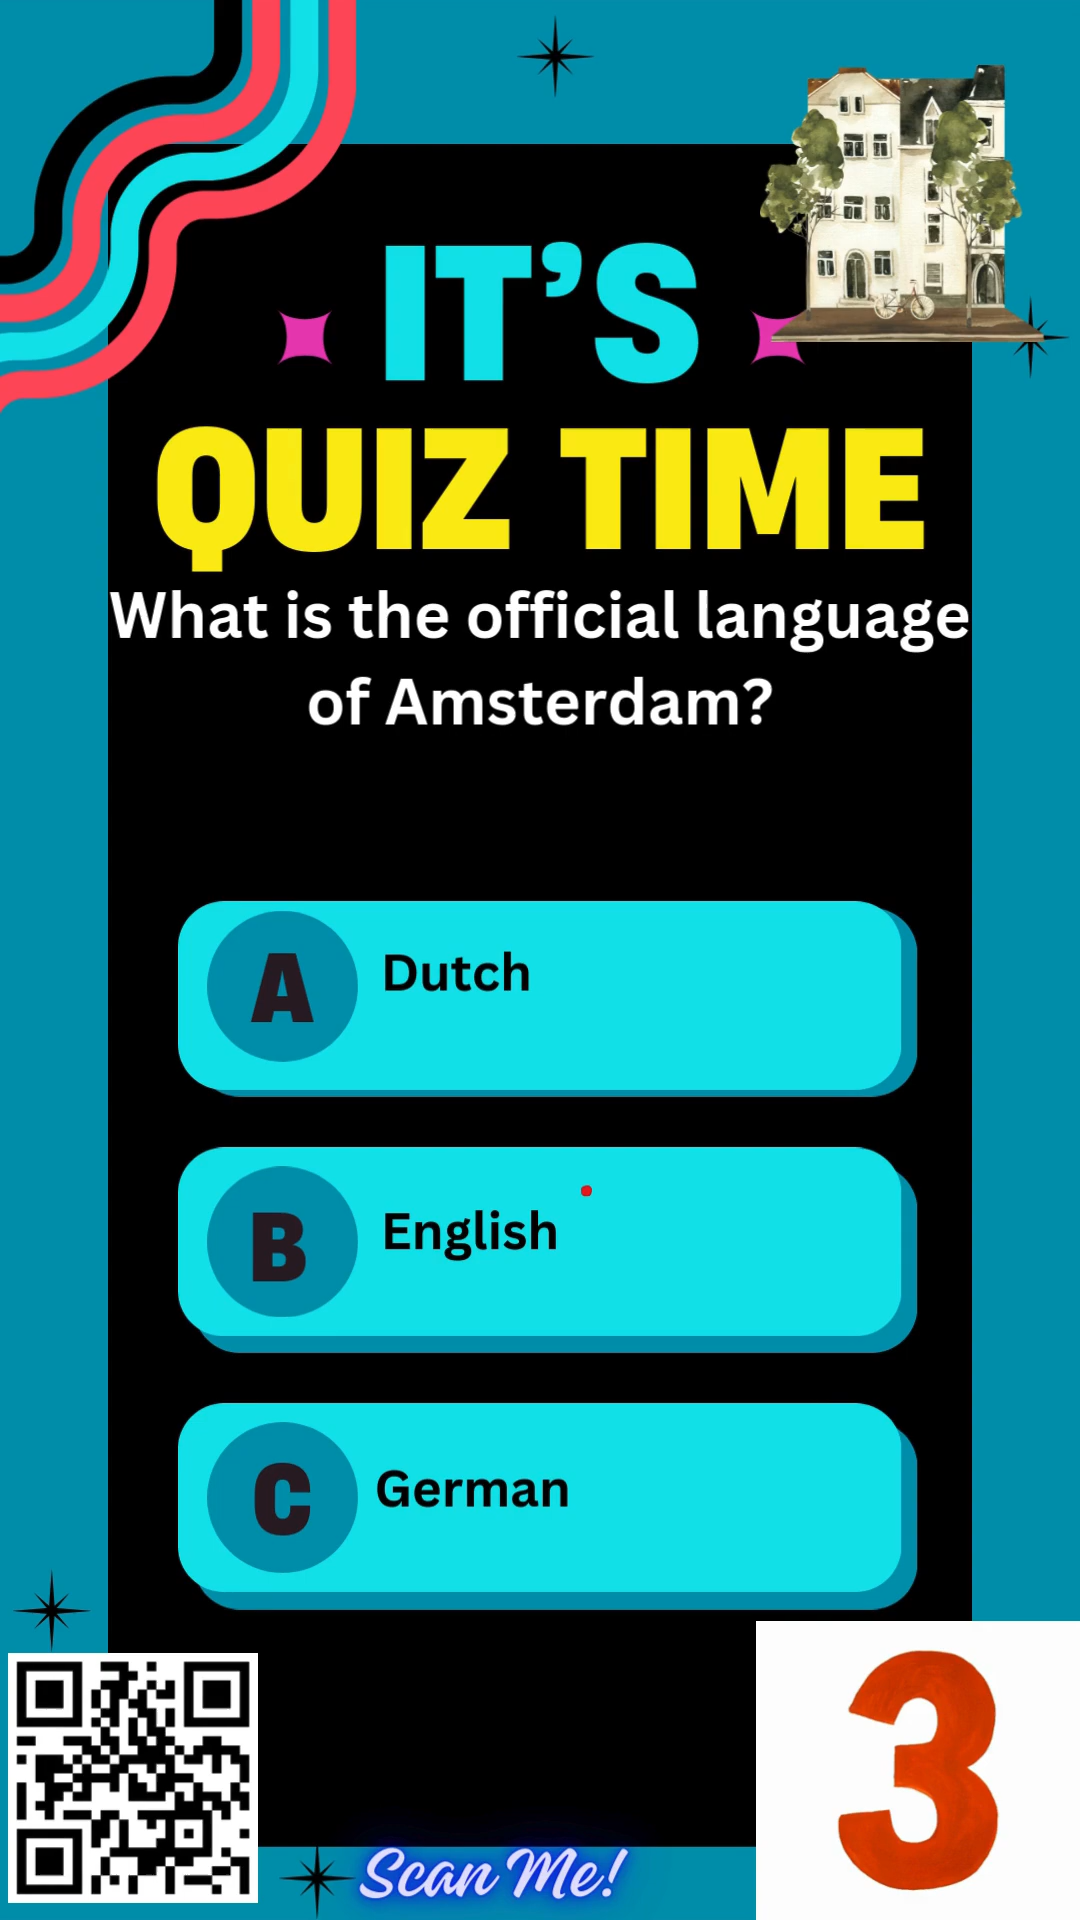 IT’S
QUIZ TIME
What is the official language
of Amsterdam?
A Dutch
B English
C German
3
Scan Me!